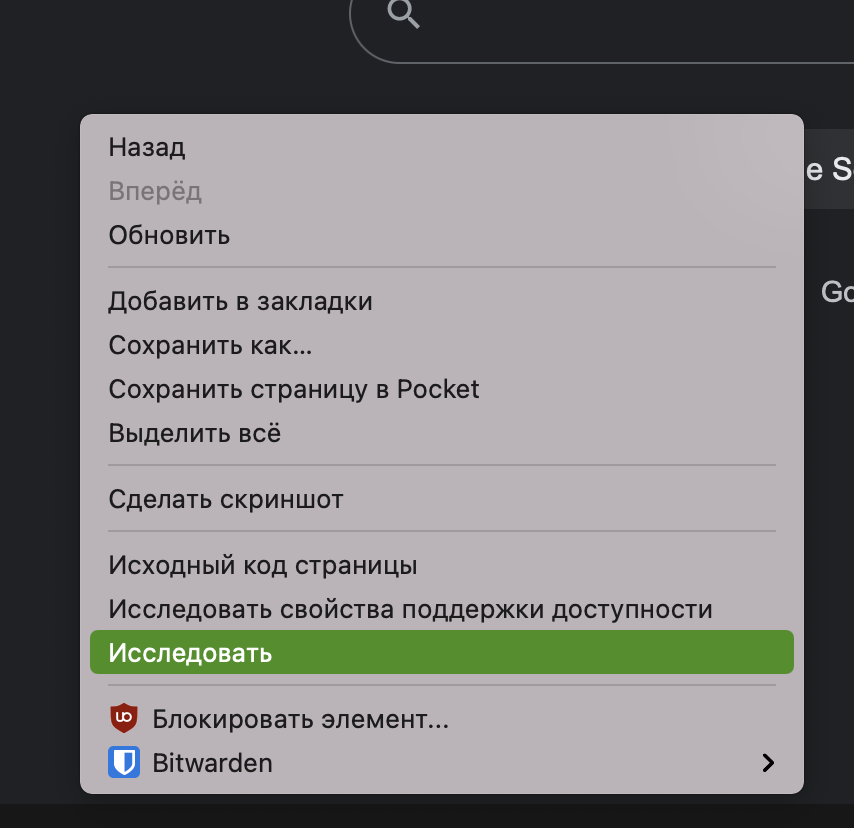 Назад
Вперёд
Обновить
Добавить в закладки
Сохранить как...
Сохранить страницу в Pocket
Выделить всё
Сделать скриншот
Исходный код страницы
Исследовать свойства поддержки доступности
Исследовать
Блокировать элемент...
Bitwarden